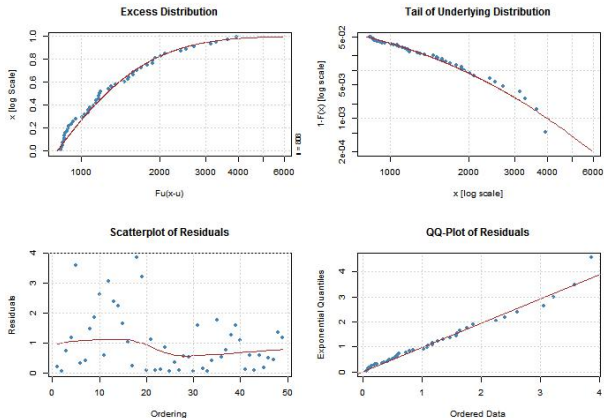 Excess Distribution
x [log Scale]
0.0 0.2 0.4 0.6 0.8 1.0
1000 2000 3000 4000 6000
Fu(x-u)
Tail of Underlying Distribution
1-F(x) [log scale]
2e-04 1e-03 5e-03 5e-02
1000 2000 3000 4000 6000
x [log scale]
Scatterplot of Residuals
Residuals
0 1 2 3 4
0 10 20 30 40 50
Ordering
QQ-Plot of Residuals
Exponential Quantiles
0 1 2 3 4
0 1 2 3 4
Ordered Data